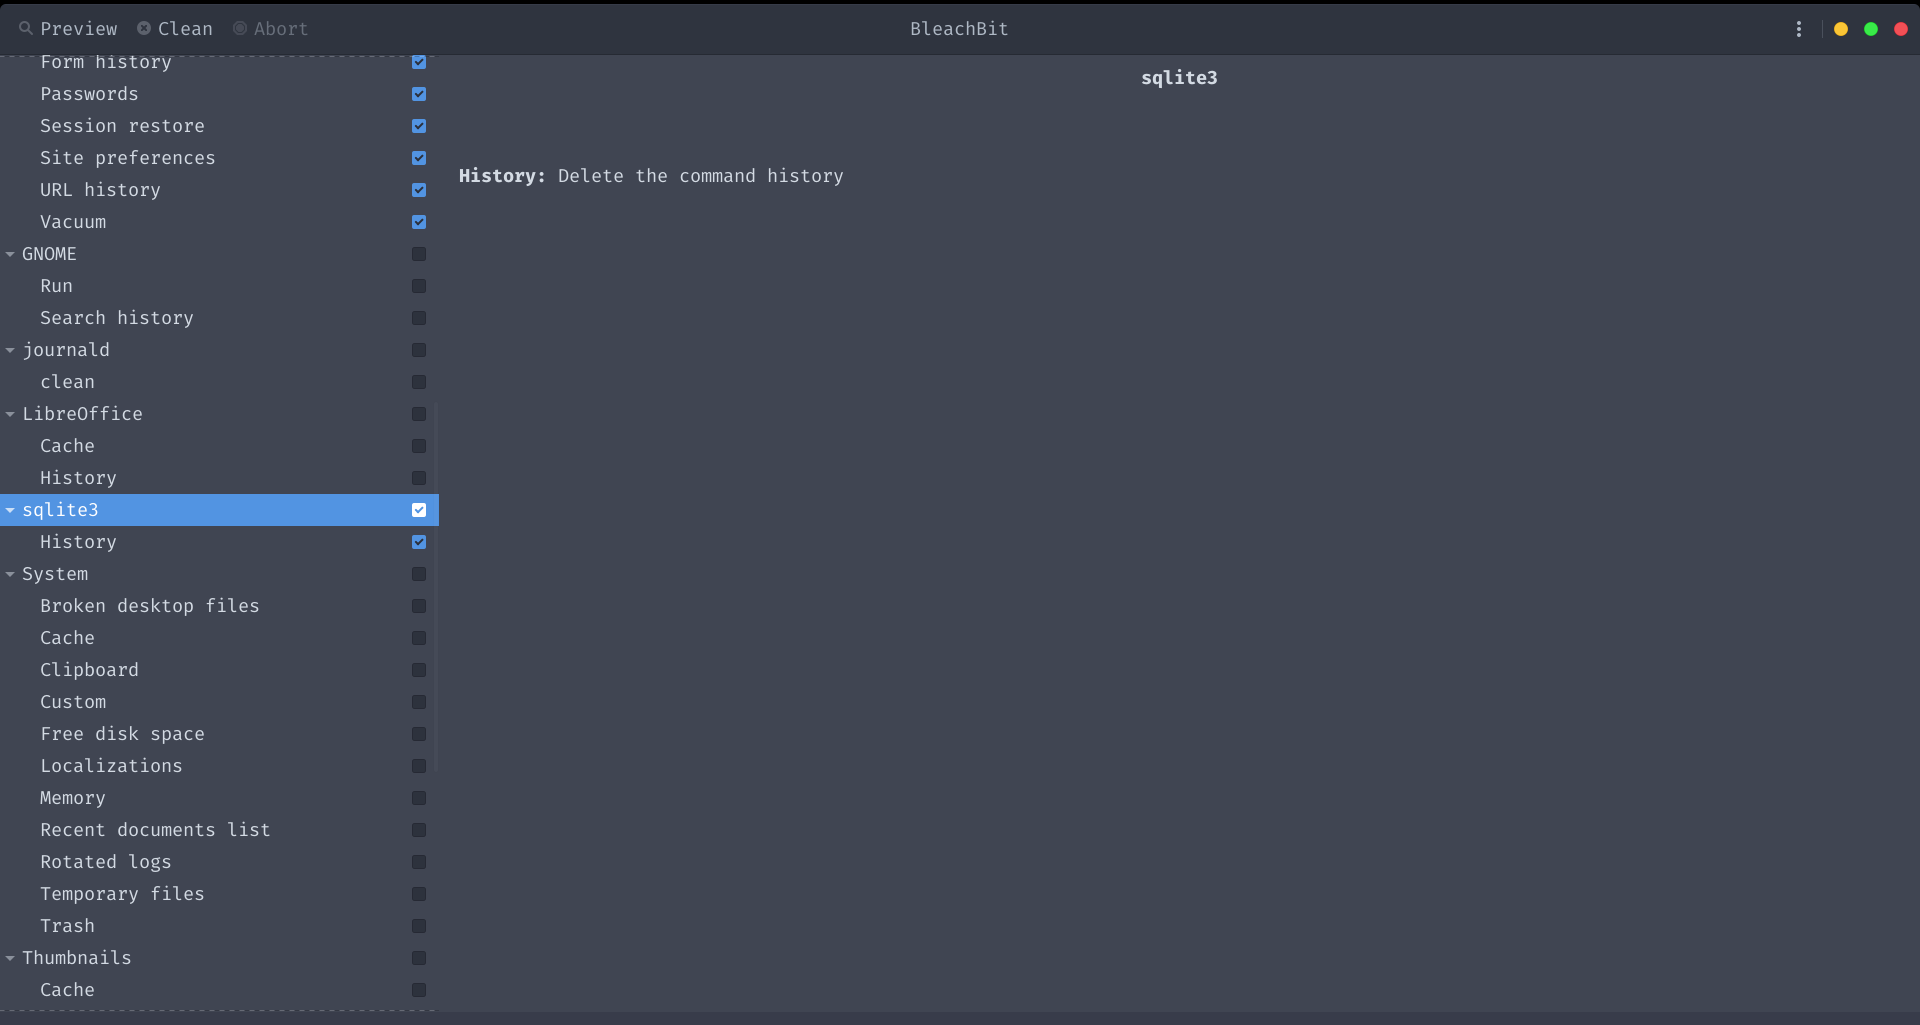 Preview Clean Abort BleachBit
Form history
Passwords
Session restore
Site preferences
URL history
Vacuum
GNOME
Run
Search history
journald
clean
LibreOffice
Cache
History
sqlite3
History
System
Broken desktop files
Cache
Clipboard
Custom
Free disk space
Localizations
Memory
Recent documents list
Rotated logs
Temporary files
Trash
Thumbnails
Cache
sqlite3
History: Delete the command history